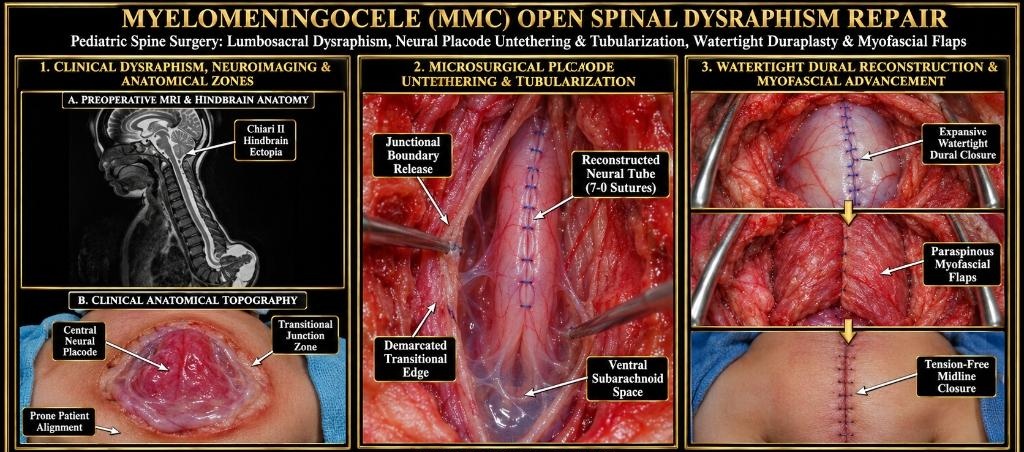 MYELOMENINGOCELE (MMC) OPEN SPINAL DYSRAPHISM REPAIR
Pediatric Spine Surgery: Lumbosacral Dysraphism, Neural Placode Untethering & Tubularization, Watertight Duraplasty & Myofascial Flaps
1. CLINICAL DYSRAPHISM, NEUROIMAGING &
ANATOMICAL ZONES
A. PREOPERATIVE MRI & HINDBRAIN ANATOMY
Chiari II
Hindbrain
Ectopia
B. CLINICAL ANATOMICAL TOPOGRAPHY
Central
Neural
Placode
Transitional
Junction
Zone
Prone Patient
Alignment
2. MICROSURGICAL
UNTETHERING & TUBULARIZATION
Junctional
Boundary
Release
Reconstructed
Neural Tube
(7-0 Sutures)
Demarcated
Transitional
Edge
Ventral
Subarachnoid
Space
3. WATERTIGHT DURAL RECONSTRUCTION &
MYOFASCIAL ADVANCEMENT
Expansive
Watertight
Dural Closure
Paraspinous
Myofascial
Flaps
Tension-Free
Midline
Closure